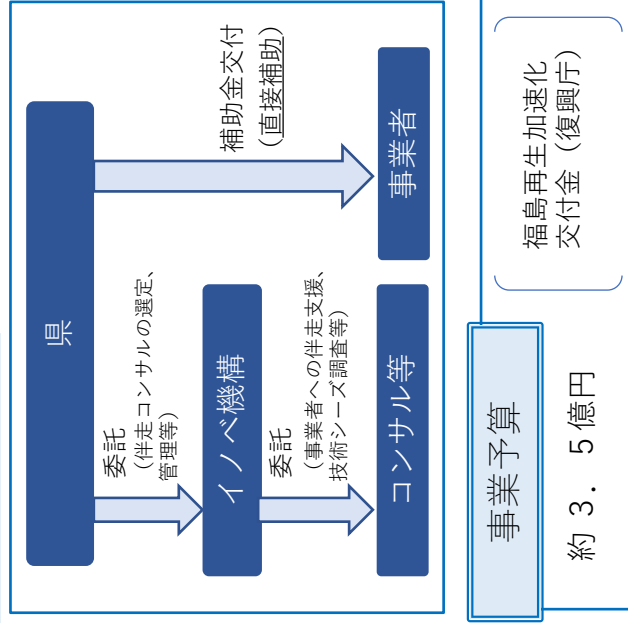 県
委託
（伴走コンサルの選定、
管理等）
補助金交付
（直接補助）
イノベ機構
委託
（事業者への伴走支援、
技術シーズ調査等）
コンサル等
事業者
事業予算
約３．５億円
福島再生加速化
交付金（復興庁）